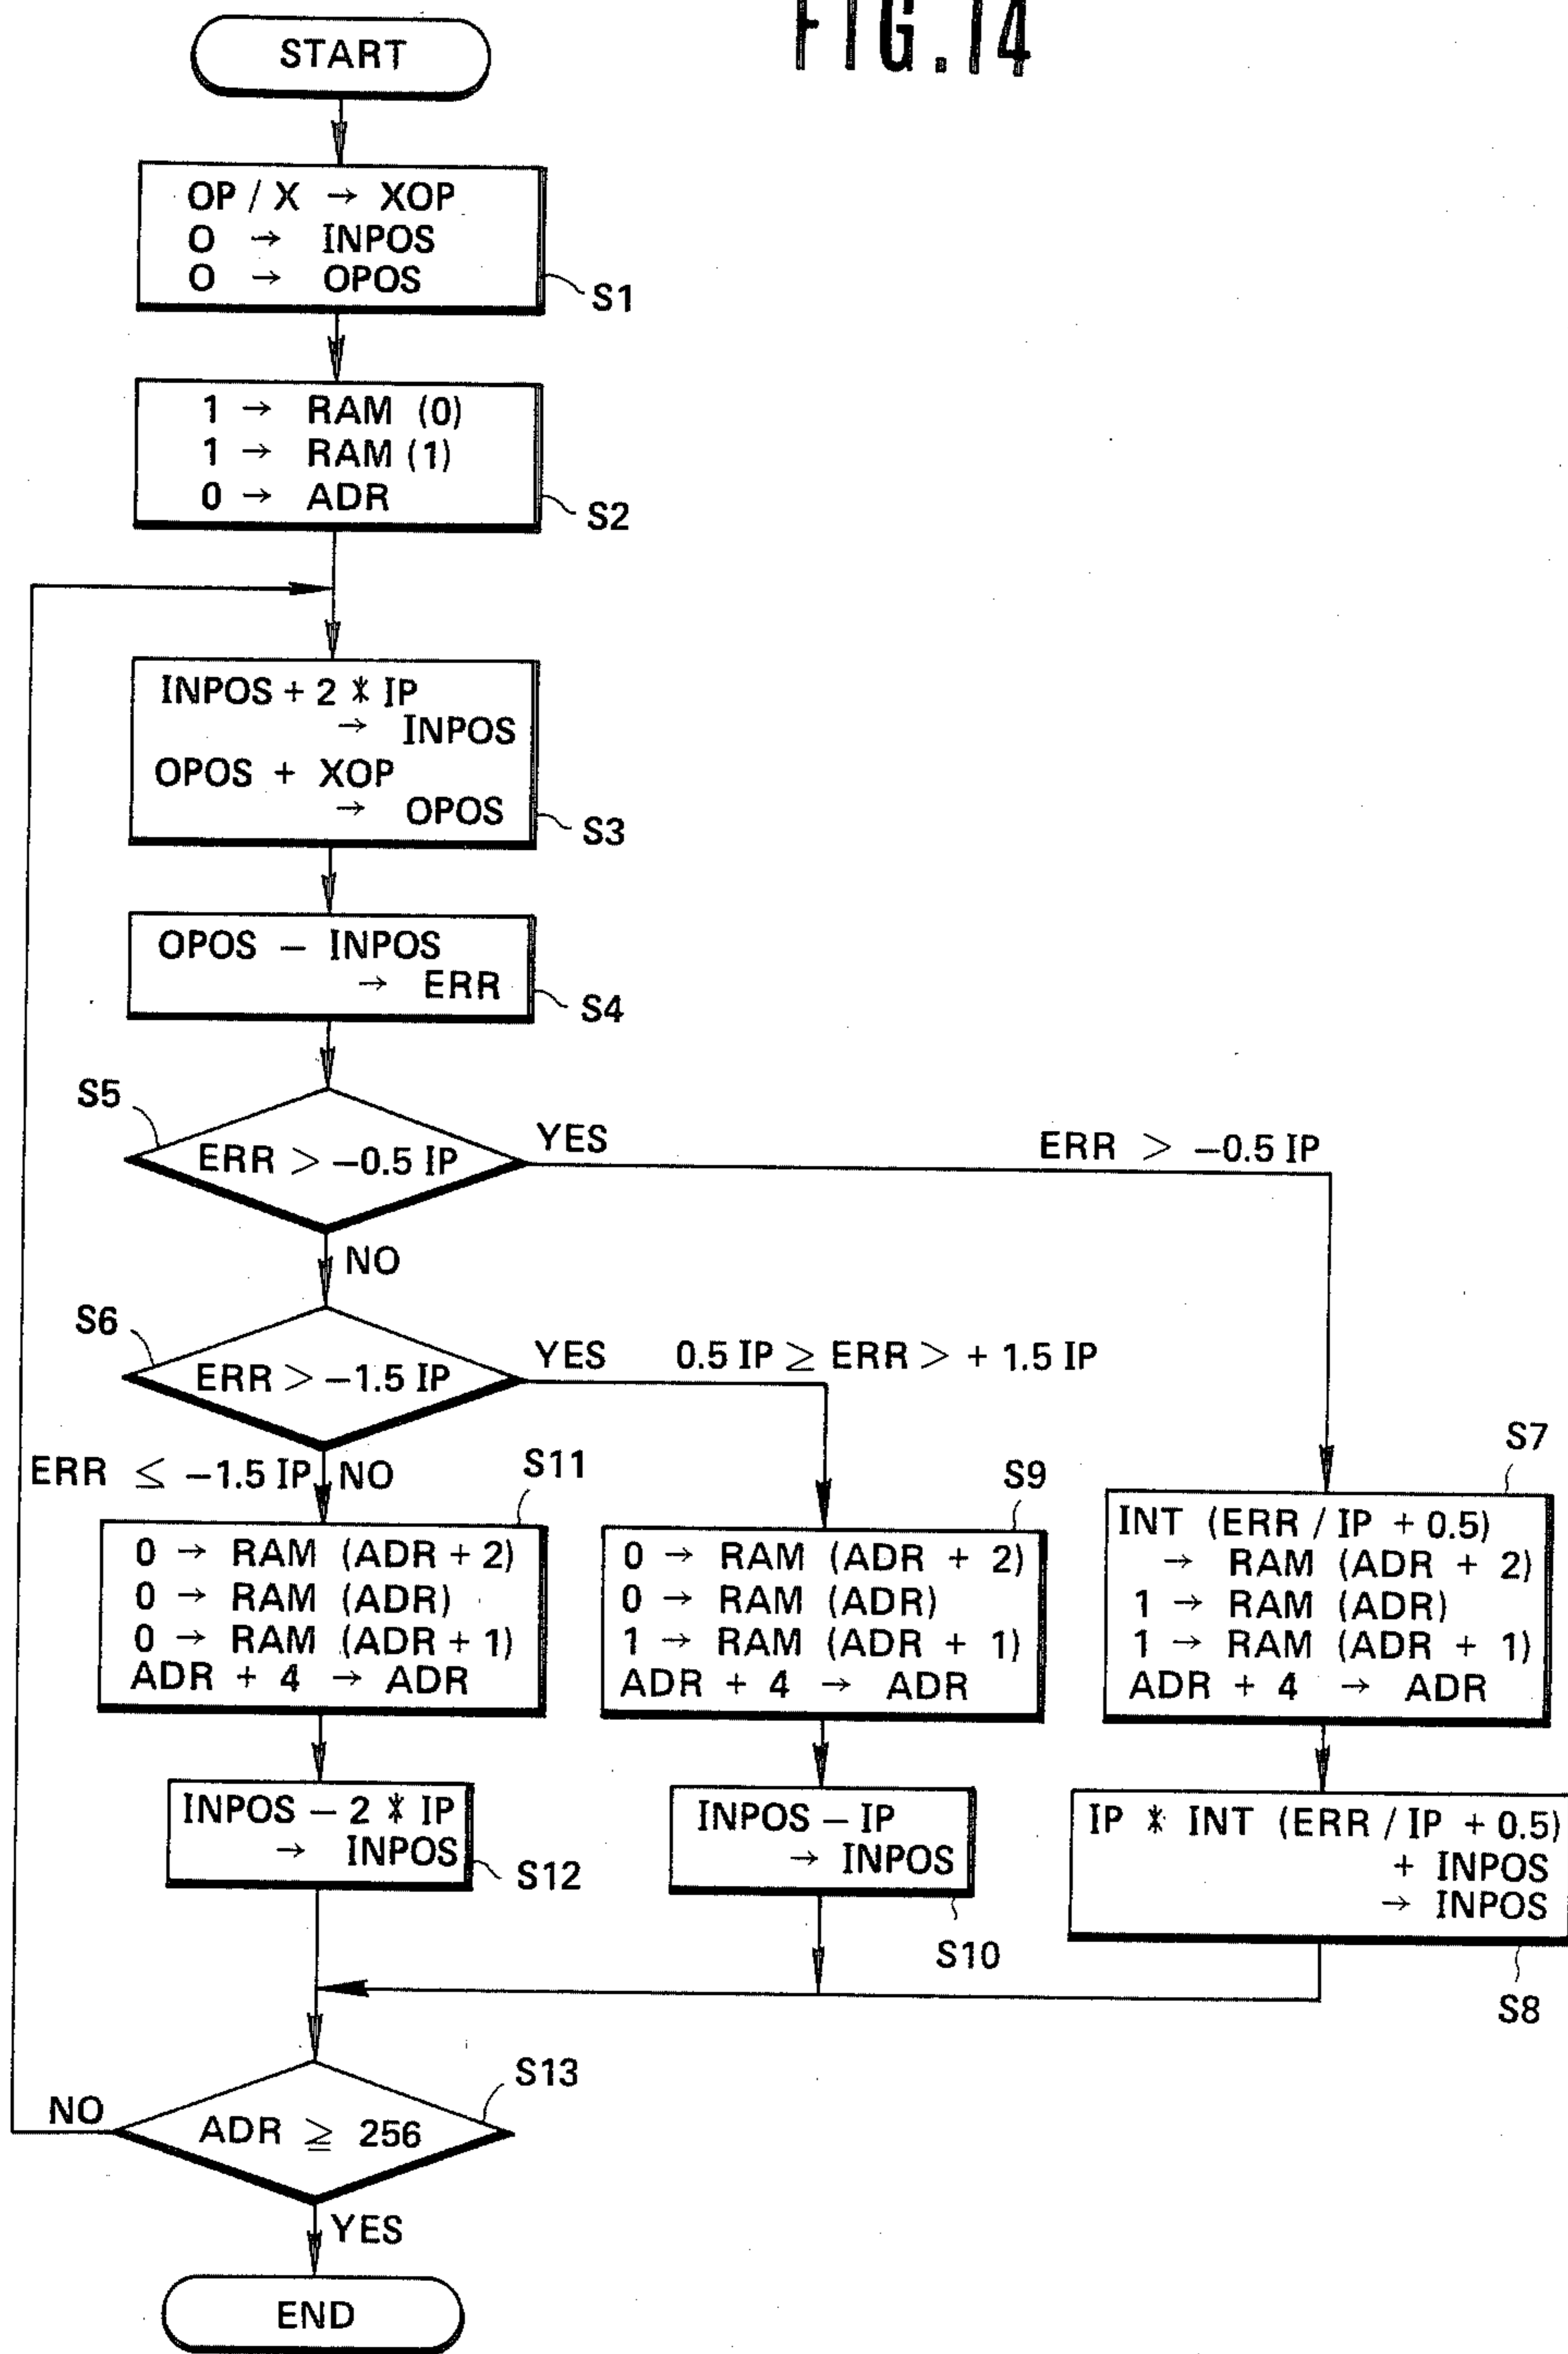 FIG.14
START
OP / X → XOP
0 → INPOS
0 → OPOS
S1
1 → RAM (0)
1 → RAM (1)
0 → ADR
S2
INPOS + 2 * IP
→ INPOS
OPOS + XOP
→ OPOS
S3
OPOS − INPOS
→ ERR
S4
S5
ERR > −0.5 IP
YES
ERR > −0.5 IP
NO
S6
ERR > −1.5 IP
YES
0.5 IP ≥ ERR > + 1.5 IP
ERR ≤ −1.5 IP
NO
S11
0 → RAM (ADR + 2)
0 → RAM (ADR)
0 → RAM (ADR + 1)
ADR + 4 → ADR
S9
0 → RAM (ADR + 2)
0 → RAM (ADR)
1 → RAM (ADR + 1)
ADR + 4 → ADR
S7
INT (ERR / IP + 0.5)
→ RAM (ADR + 2)
1 → RAM (ADR)
1 → RAM (ADR + 1)
ADR + 4 → ADR
INPOS − 2 * IP
→ INPOS
S12
INPOS − IP
→ INPOS
S10
IP * INT (ERR / IP + 0.5)
+ INPOS
→ INPOS
S8
S13
NO
ADR ≧ 256
YES
END